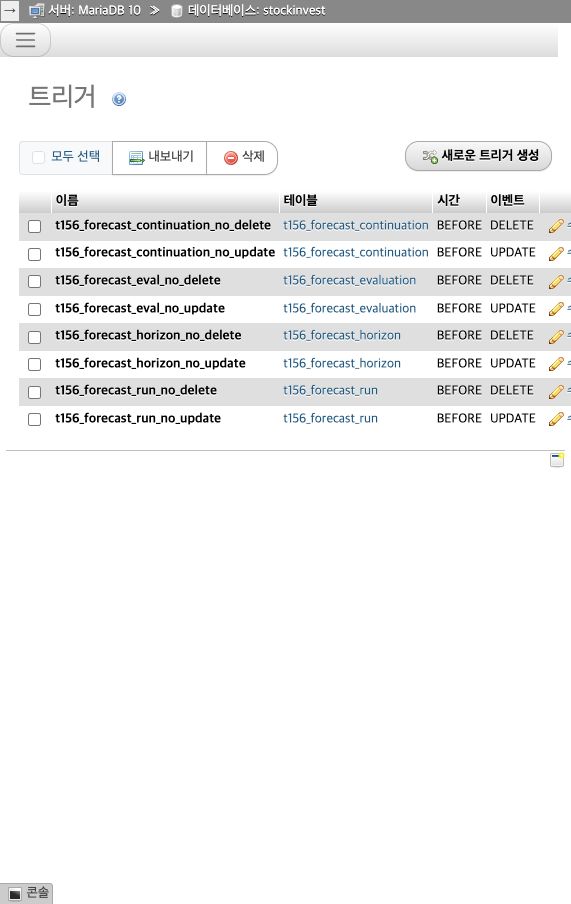 서버: MariaDB 10 » 데이터베이스: stockinvest
트리거
모두 선택 내보내기 삭제 새로운 트리거 생성
이름 테이블 시간 이벤트
t156_forecast_continuation_no_delete t156_forecast_continuation BEFORE DELETE
t156_forecast_continuation_no_update t156_forecast_continuation BEFORE UPDATE
t156_forecast_eval_no_delete t156_forecast_evaluation BEFORE DELETE
t156_forecast_eval_no_update t156_forecast_evaluation BEFORE UPDATE
t156_forecast_horizon_no_delete t156_forecast_horizon BEFORE DELETE
t156_forecast_horizon_no_update t156_forecast_horizon BEFORE UPDATE
t156_forecast_run_no_delete t156_forecast_run BEFORE DELETE
t156_forecast_run_no_update t156_forecast_run BEFORE UPDATE
콘솔